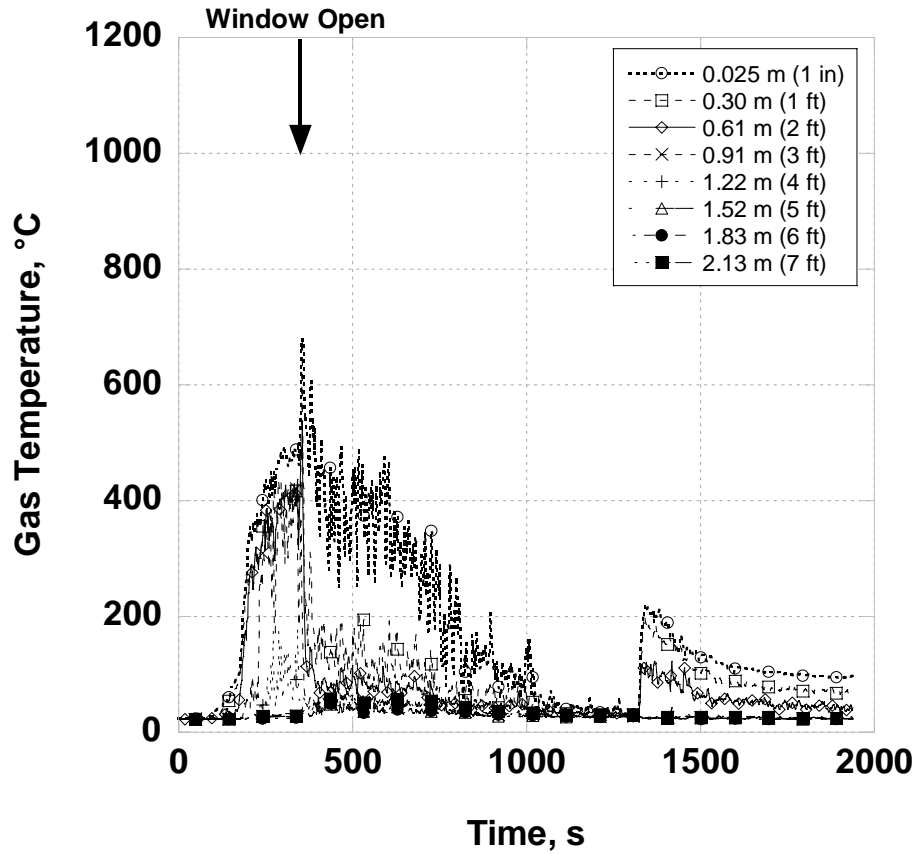 Window Open
1200
1000
800
600
400
200
0
Gas Temperature, °C
0.025 m (1 in)
0.30 m (1 ft)
0.61 m (2 ft)
0.91 m (3 ft)
1.22 m (4 ft)
1.52 m (5 ft)
1.83 m (6 ft)
2.13 m (7 ft)
0 500 1000 1500 2000
Time, s